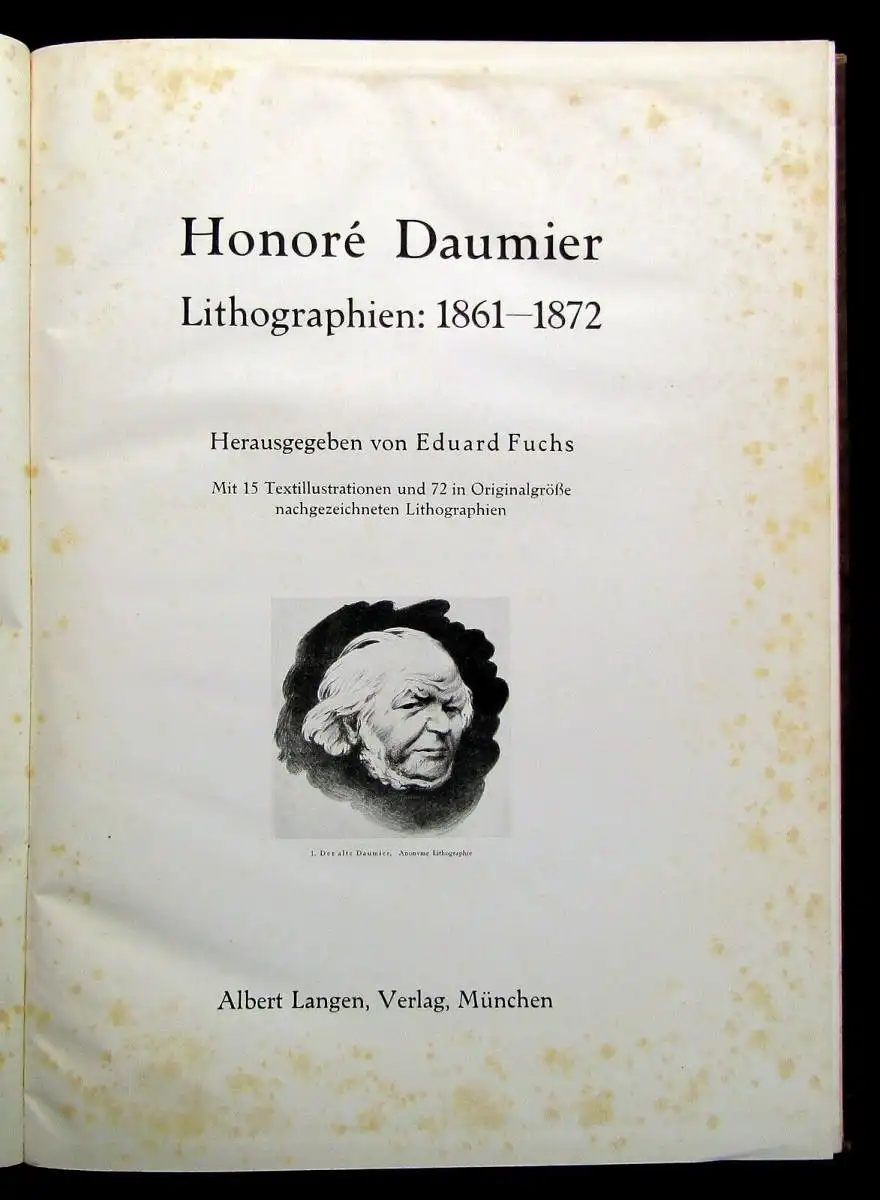 Honoré Daumier
Lithographien: 1861—1872
Herausgegeben von Eduard Fuchs
Mit 15 Textillustrationen und 72 in Originalgröße
nachgezeichneten Lithographien
1. Der alte Daumier, Anonyme Lithographie
Albert Langen, Verlag, München